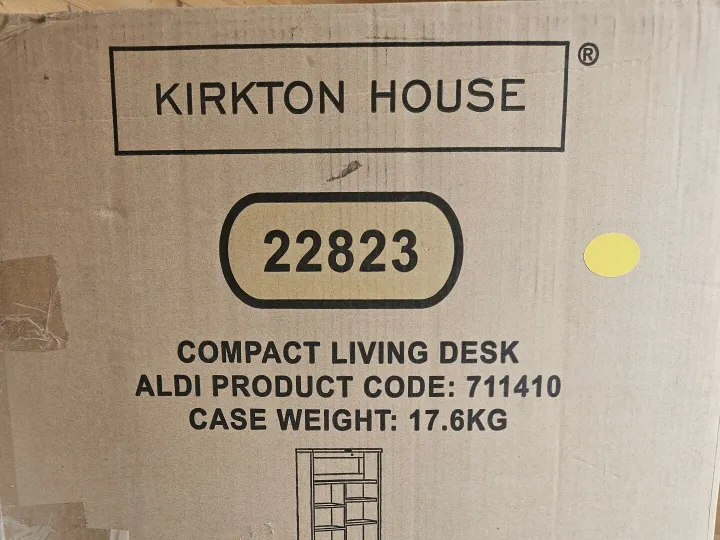 KIRKTON HOUSE ®
22823
COMPACT LIVING DESK
ALDI PRODUCT CODE: 711410
CASE WEIGHT: 17.6KG